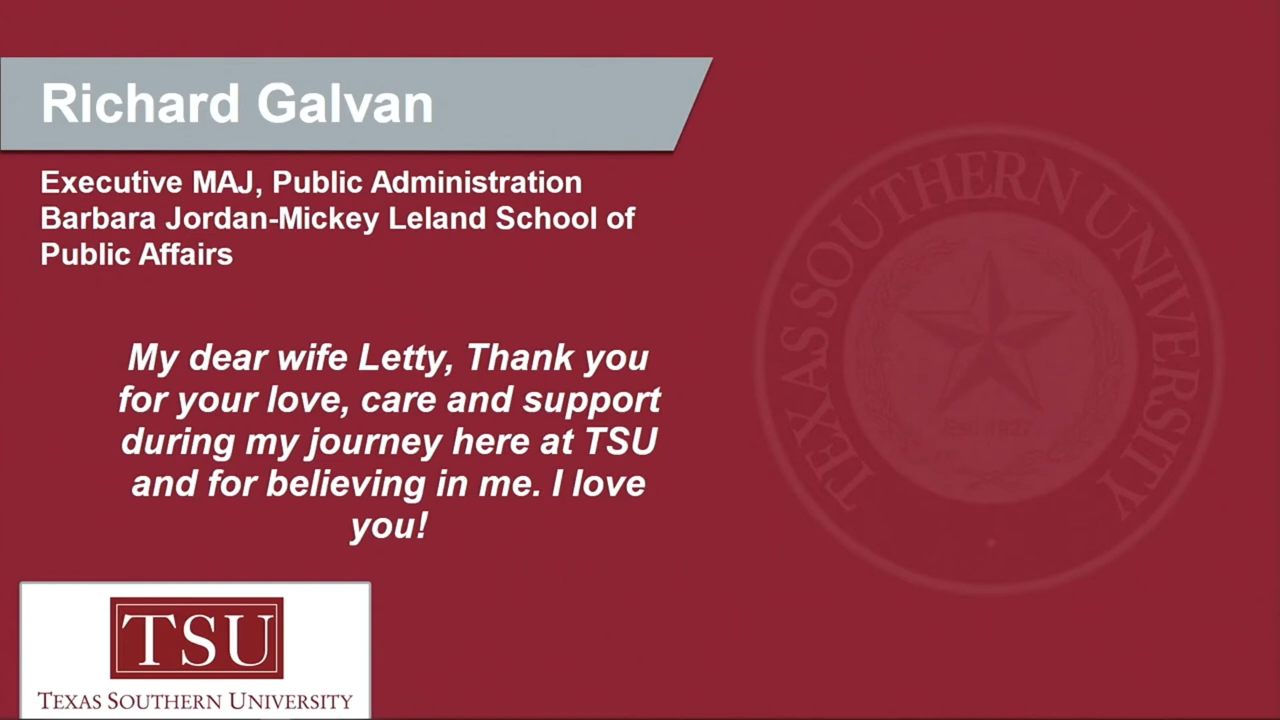 Richard Galvan
Executive MAJ, Public Administration
Barbara Jordan-Mickey Leland School of
Public Affairs
My dear wife Letty, Thank you
for your love, care and support
during my journey here at TSU
and for believing in me. I love
you!
TEXAS SOUTHERN UNIVERSITY
TSU
TEXAS SOUTHERN UNIVERSITY